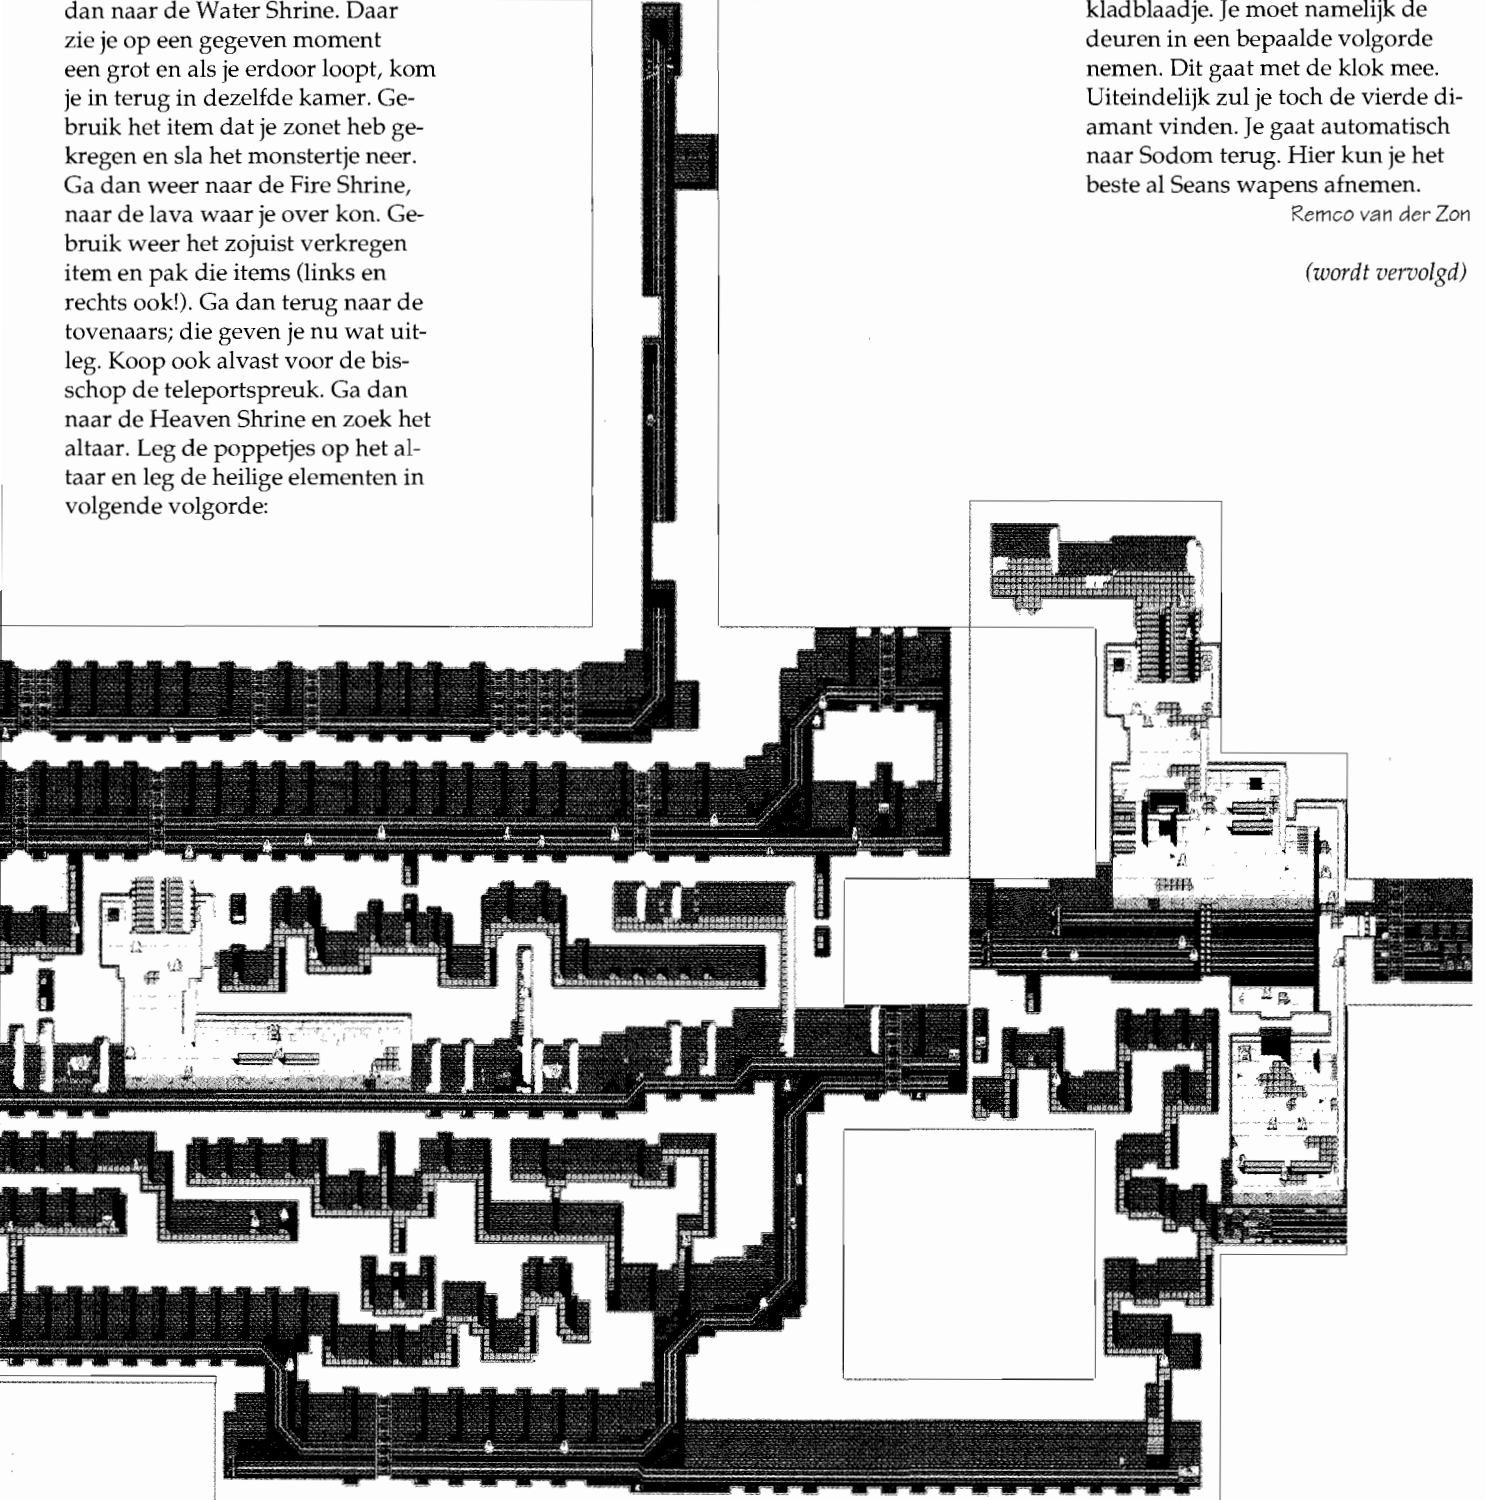 dan naar de Water Shrine. Daar
zie je op een gegeven moment
een grot en als je erdoor loopt, kom
je in terug in dezelfde kamer. Ge-
bruik het item dat je zonet heb ge-
kregen en sla het monstertje neer.
Ga dan weer naar de Fire Shrine,
naar de lava waar je over kon. Ge-
bruik weer het zojuist verkregen
item en pak die items (links en
rechts ook!). Ga dan terug naar de
tovenaars; die geven je nu wat uit-
leg. Koop ook alvast voor de bis-
schop de teleportspreuk. Ga dan
naar de Heaven Shrine en zoek het
altaar. Leg de poppetjes op het al-
taar en leg de heilige elementen in
volgende volgorde:
kladblaadje. Je moet namelijk de
deuren in een bepaalde volgorde
nemen. Dit gaat met de klok mee.
Uiteindelijk zul je toch de vierde di-
amant vinden. Je gaat automatisch
naar Sodom terug. Hier kun je het
beste al Seans wapens afnemen.
Remco van der Zon
(wordt vervolgd)